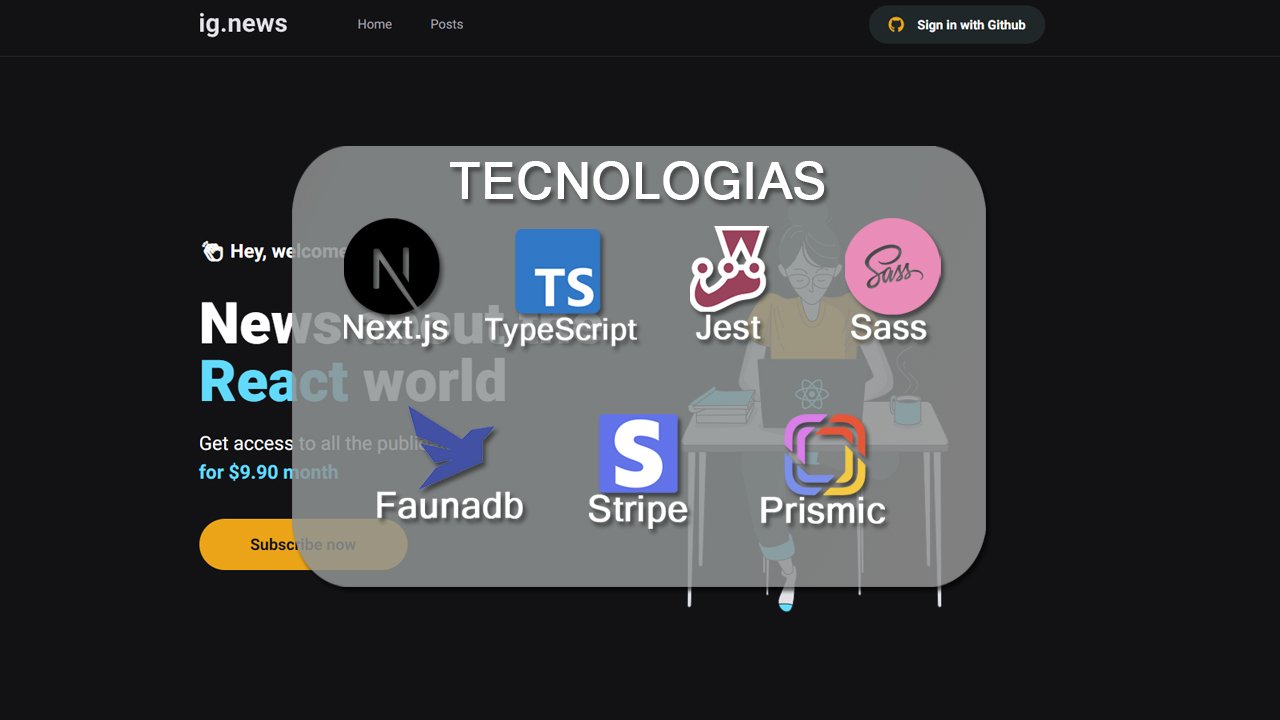 ig.news
Home
Posts
Sign in with Github
TECNOLOGIAS
Hey, welcome
Next.js
TypeScript
TS
Jest
Sass
Sass
News about the
React world
Get access to all the public
for $9.90 month
Subscribe now
Faunadb
S
Stripe
Prismic